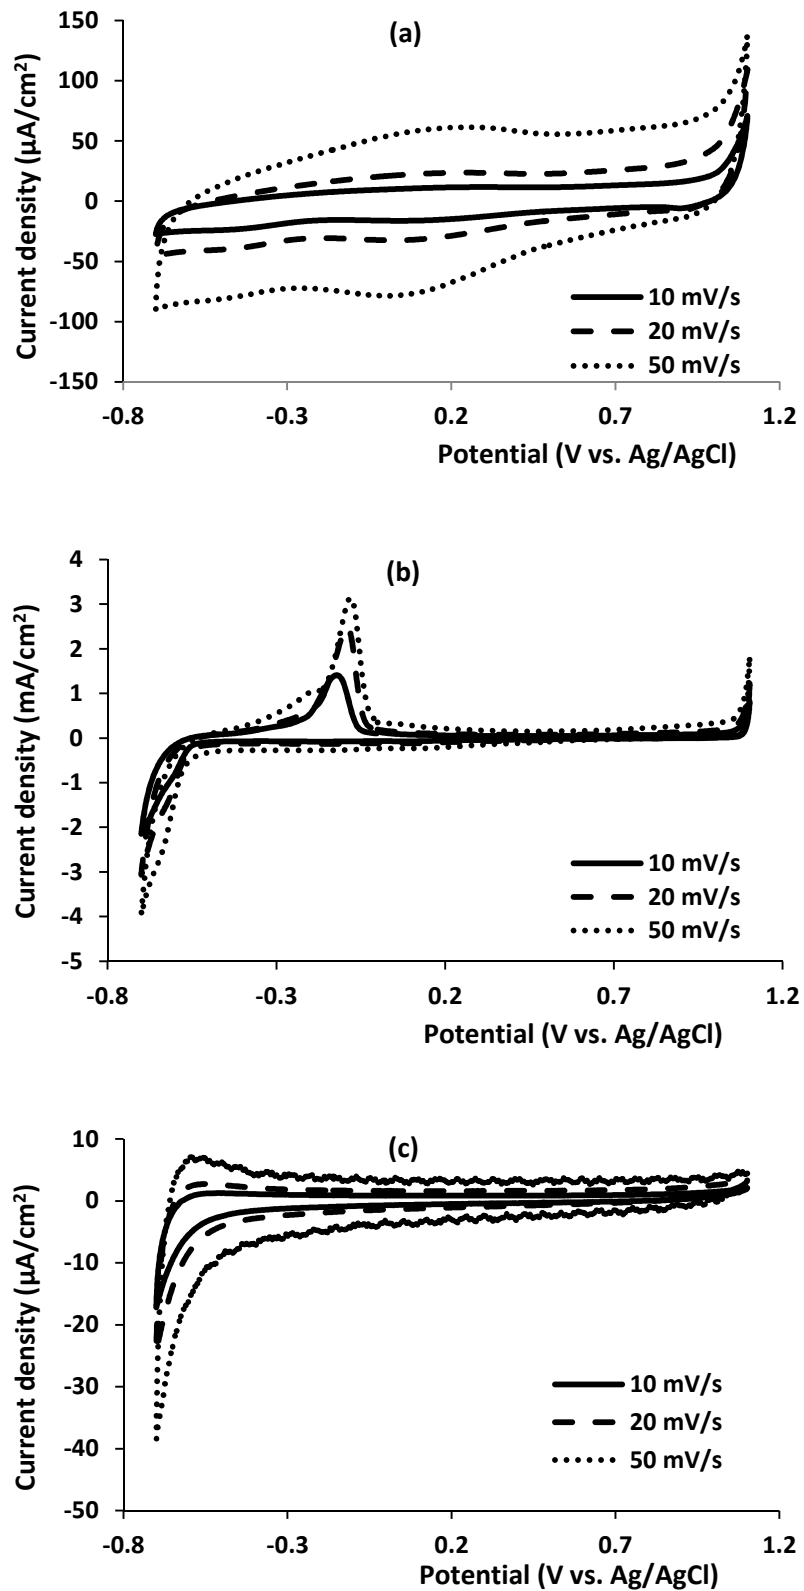 (a)
Current density (µA/cm²)
150
100
50
0
-50
-100
-150
10 mV/s
20 mV/s
50 mV/s
-0.8 -0.3 0.2 0.7 1.2
Potential (V vs. Ag/AgCl)
(b)
Current density (mA/cm²)
4
3
2
1
0
-1
-2
-3
-4
-5
10 mV/s
20 mV/s
50 mV/s
-0.8 -0.3 0.2 0.7 1.2
Potential (V vs. Ag/AgCl)
(c)
Current density (µA/cm²)
10
0
-10
-20
-30
-40
-50
10 mV/s
20 mV/s
50 mV/s
-0.8 -0.3 0.2 0.7 1.2
Potential (V vs. Ag/AgCl)